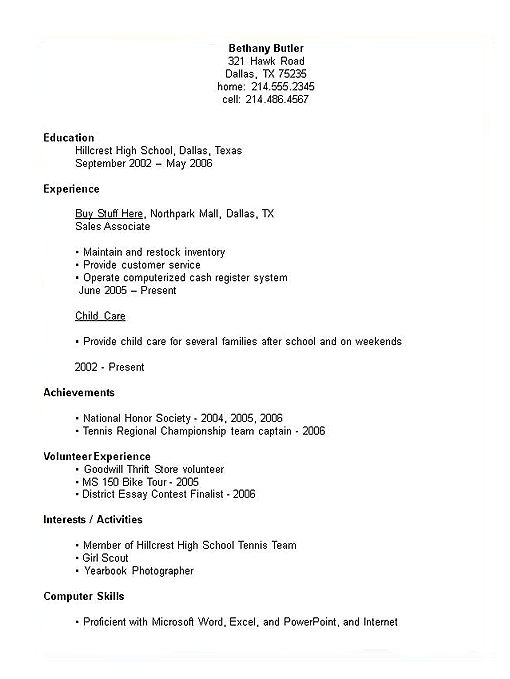 Bethany Butler
321 Hawk Road
Dallas, TX 75235
home: 214.555.2345
cell: 214.486.4567
Education
Hillcrest High School, Dallas, Texas
September 2002 – May 2006
Experience
Buy Stuff Here, Northpark Mall, Dallas, TX
Sales Associate
• Maintain and restock inventory
• Provide customer service
• Operate computerized cash register system
June 2005 – Present
Child Care
• Provide child care for several families after school and on weekends
2002 - Present
Achievements
• National Honor Society - 2004, 2005, 2006
• Tennis Regional Championship team captain - 2006
Volunteer Experience
• Goodwill Thrift Store volunteer
• MS 150 Bike Tour - 2005
• District Essay Contest Finalist - 2006
Interests / Activities
• Member of Hillcrest High School Tennis Team
• Girl Scout
• Yearbook Photographer
Computer Skills
• Proficient with Microsoft Word, Excel, and PowerPoint, and Internet